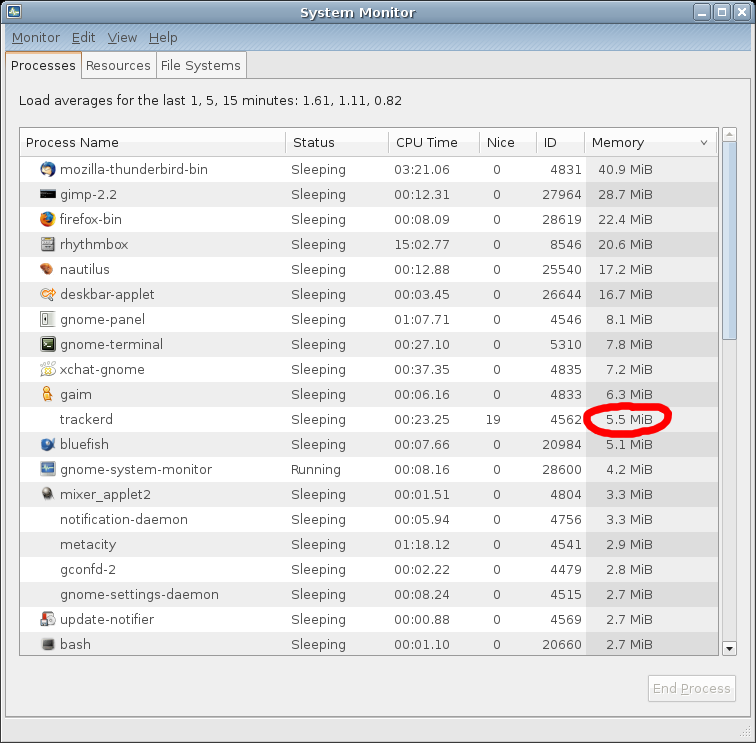 System Monitor
Monitor Edit View Help
Processes Resources File Systems
Load averages for the last 1, 5, 15 minutes: 1.61, 1.11, 0.82
Process Name Status CPU Time Nice ID Memory
mozilla-thunderbird-bin Sleeping 03:21.06 0 4831 40.9 MiB
gimp-2.2 Sleeping 00:12.31 0 27964 28.7 MiB
firefox-bin Sleeping 00:08.09 0 28619 22.4 MiB
rhythmbox Sleeping 15:02.77 0 8546 20.6 MiB
nautilus Sleeping 00:12.88 0 25540 17.2 MiB
deskbar-applet Sleeping 00:03.45 0 26644 16.7 MiB
gnome-panel Sleeping 01:07.71 0 4546 8.1 MiB
gnome-terminal Sleeping 00:27.10 0 5310 7.8 MiB
xchat-gnome Sleeping 00:37.35 0 4835 7.2 MiB
gaim Sleeping 00:06.16 0 4833 6.3 MiB
trackerd Sleeping 00:23.25 19 4562 5.5 MiB
bluefish Sleeping 00:07.66 0 20984 5.1 MiB
gnome-system-monitor Running 00:08.16 0 28600 4.2 MiB
mixer_applet2 Sleeping 00:01.51 0 4804 3.3 MiB
notification-daemon Sleeping 00:05.94 0 4756 3.3 MiB
metacity Sleeping 01:18.12 0 4541 2.9 MiB
gconfd-2 Sleeping 00:02.22 0 4479 2.8 MiB
gnome-settings-daemon Sleeping 00:08.24 0 4515 2.7 MiB
update-notifier Sleeping 00:00.88 0 4569 2.7 MiB
bash Sleeping 00:01.10 0 20660 2.7 MiB
End Process